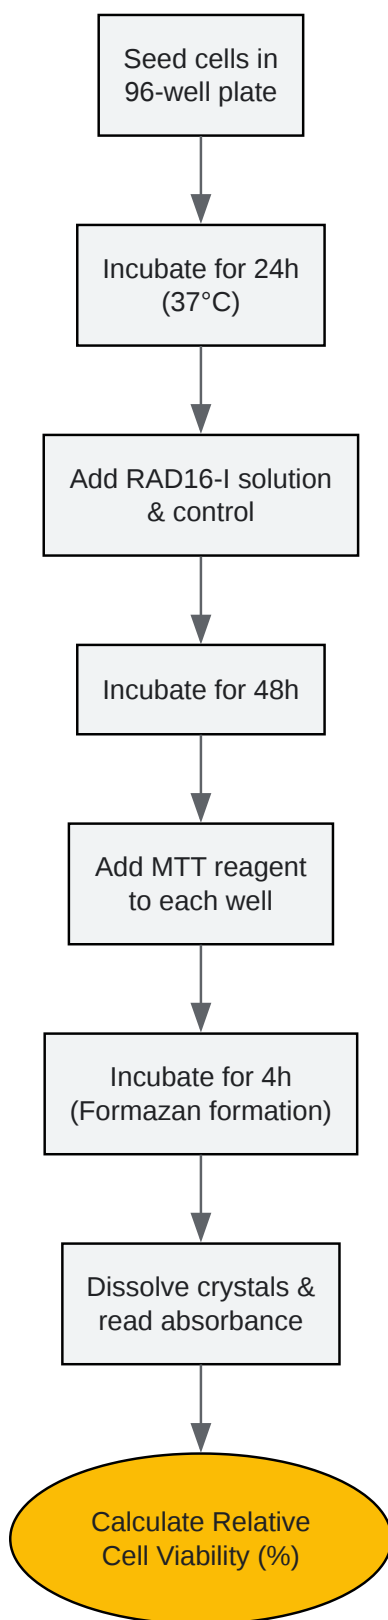 Seed cells in
96-well plate
Incubate for 24h
(37°C)
Add RAD16-I solution
& control
Incubate for 48h
Add MTT reagent
to each well
Incubate for 4h
(Formazan formation)
Dissolve crystals &
read absorbance
Calculate Relative
Cell Viability (%)